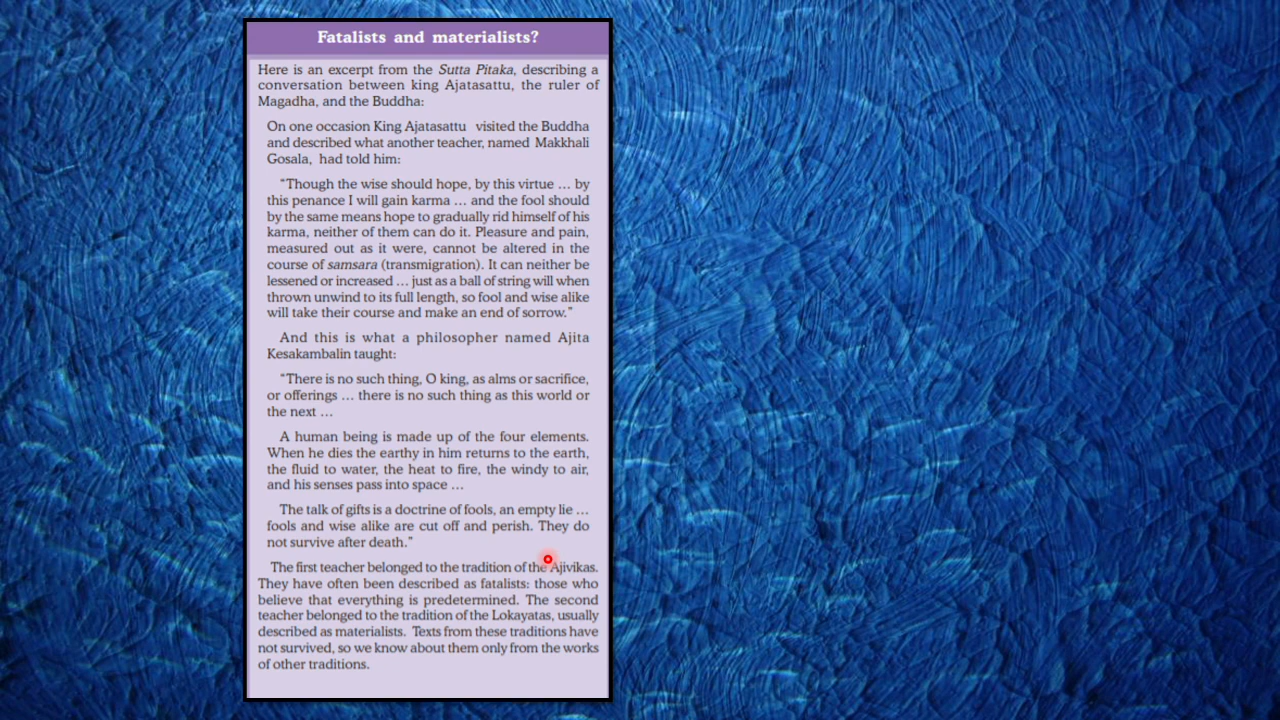 Fatalists and materialists?
Here is an excerpt from the Sutta Pitaka, describing a
conversation between king Ajatasattu, the ruler of
Magadha, and the Buddha:
On one occasion King Ajatasattu visited the Buddha
and described what another teacher, named Makkhali
Gosala, had told him:
“Though the wise should hope, by this virtue … by
this penance I will gain karma … and the fool should
by the same means hope to gradually rid himself of his
karma, neither of them can do it. Pleasure and pain,
measured out as it were, cannot be altered in the
course of samsara (transmigration). It can neither be
lessened or increased … just as a ball of string will when
thrown unwind to its full length, so fool and wise alike
will take their course and make an end of sorrow.”
And this is what a philosopher named Ajita
Kesakambalin taught:
“There is no such thing, O king, as alms or sacrifice,
or offerings … there is no such thing as this world or
the next …
A human being is made up of the four elements.
When he dies the earthy in him returns to the earth,
the fluid to water, the heat to fire, the windy to air,
and his senses pass into space …
The talk of gifts is a doctrine of fools, an empty lie …
fools and wise alike are cut off and perish. They do
not survive after death.”
The first teacher belonged to the tradition of the Ajivikas.
They have often been described as fatalists: those who
believe that everything is predetermined. The second
teacher belonged to the tradition of the Lokayatas, usually
described as materialists. Texts from these traditions have
not survived, so we know about them only from the works
of other traditions.